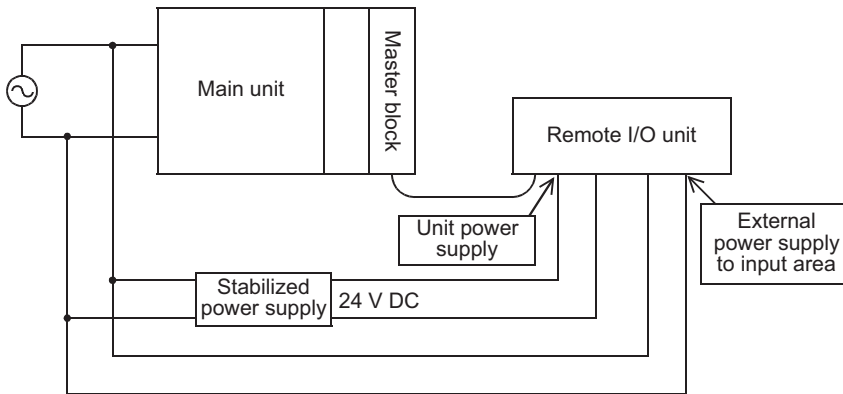 Main unit
Master block
Remote I/O unit
Unit power
supply
External
power supply
to input area
Stabilized
power supply
24 V DC